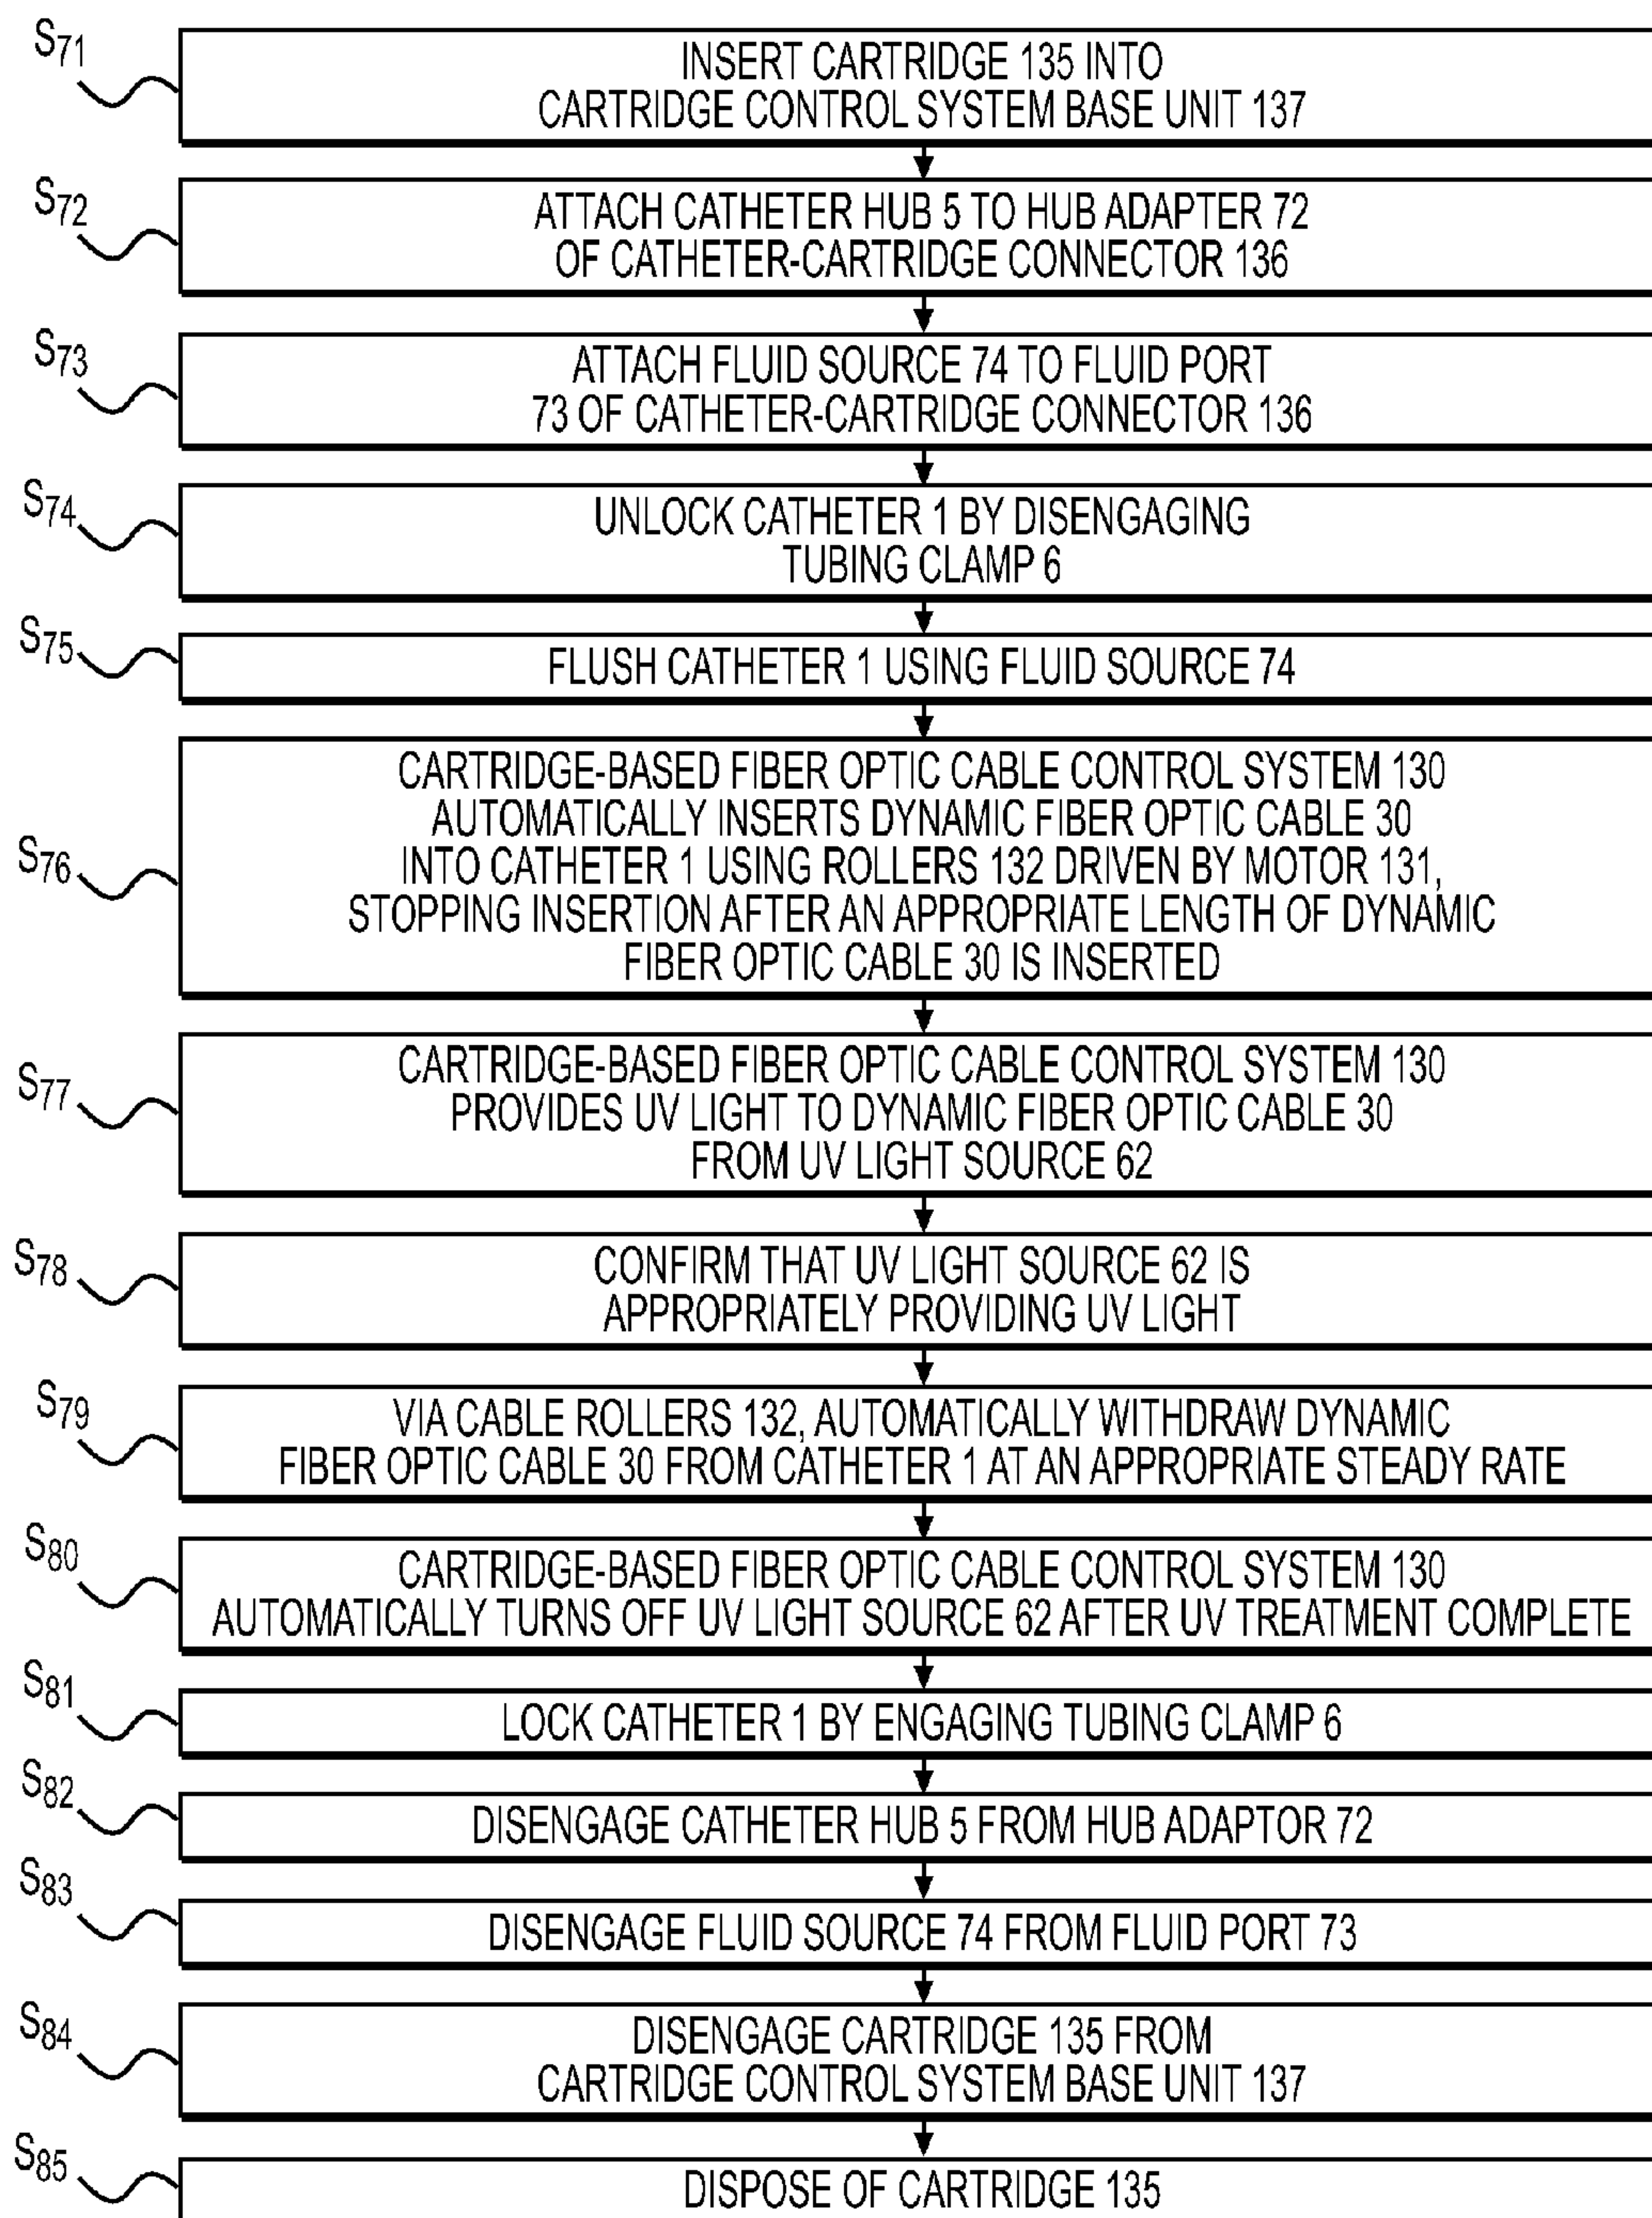 S71
INSERT CARTRIDGE 135 INTO
CARTRIDGE CONTROL SYSTEM BASE UNIT 137
S72
ATTACH CATHETER HUB 5 TO HUB ADAPTER 72
OF CATHETER-CARTRIDGE CONNECTOR 136
S73
ATTACH FLUID SOURCE 74 TO FLUID PORT
73 OF CATHETER-CARTRIDGE CONNECTOR 136
S74
UNLOCK CATHETER 1 BY DISENGAGING
TUBING CLAMP 6
S75
FLUSH CATHETER 1 USING FLUID SOURCE 74
S76
CARTRIDGE-BASED FIBER OPTIC CABLE CONTROL SYSTEM 130
AUTOMATICALLY INSERTS DYNAMIC FIBER OPTIC CABLE 30
INTO CATHETER 1 USING ROLLERS 132 DRIVEN BY MOTOR 131,
STOPPING INSERTION AFTER AN APPROPRIATE LENGTH OF DYNAMIC
FIBER OPTIC CABLE 30 IS INSERTED
S77
CARTRIDGE-BASED FIBER OPTIC CABLE CONTROL SYSTEM 130
PROVIDES UV LIGHT TO DYNAMIC FIBER OPTIC CABLE 30
FROM UV LIGHT SOURCE 62
S78
CONFIRM THAT UV LIGHT SOURCE 62 IS
APPROPRIATELY PROVIDING UV LIGHT
S79
VIA CABLE ROLLERS 132, AUTOMATICALLY WITHDRAW DYNAMIC
FIBER OPTIC CABLE 30 FROM CATHETER 1 AT AN APPROPRIATE STEADY RATE
S80
CARTRIDGE-BASED FIBER OPTIC CABLE CONTROL SYSTEM 130
AUTOMATICALLY TURNS OFF UV LIGHT SOURCE 62 AFTER UV TREATMENT COMPLETE
S81
LOCK CATHETER 1 BY ENGAGING TUBING CLAMP 6
S82
DISENGAGE CATHETER HUB 5 FROM HUB ADAPTOR 72
S83
DISENGAGE FLUID SOURCE 74 FROM FLUID PORT 73
S84
DISENGAGE CARTRIDGE 135 FROM
CARTRIDGE CONTROL SYSTEM BASE UNIT 137
S85
DISPOSE OF CARTRIDGE 135